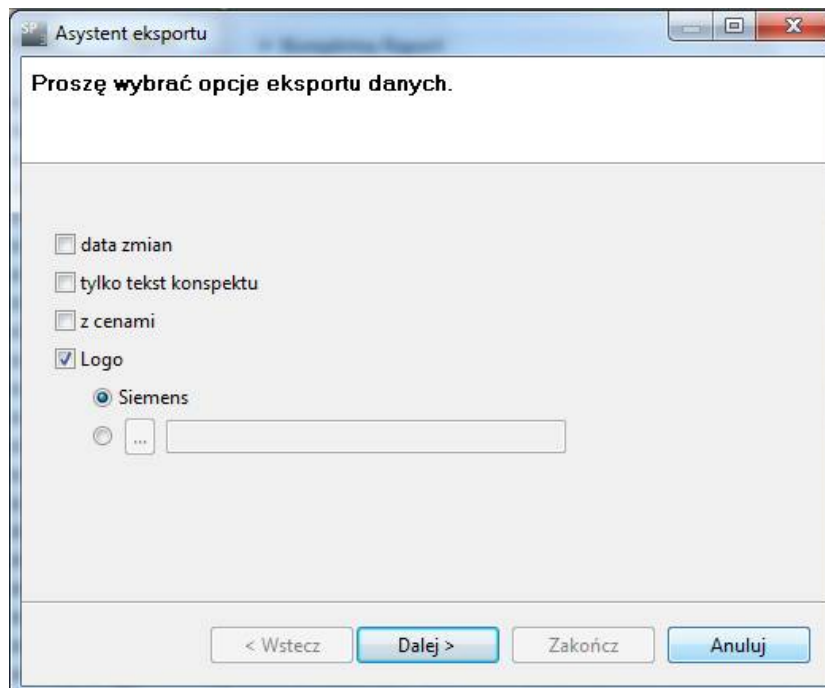 SP
Asystent eksportu
Proszę wybrać opcje eksportu danych.
data zmian
tylko tekst konspektu
z cenami
Logo
Siemens
...
< Wstecz
Dalej >
Zakończ
Anuluj